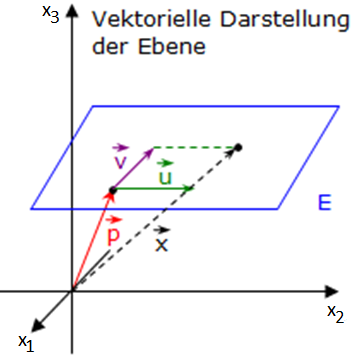 x₃
Vektorielle Darstellung
der Ebene
v⃗
u⃗
E
p⃗
x⃗
x₂
x₁